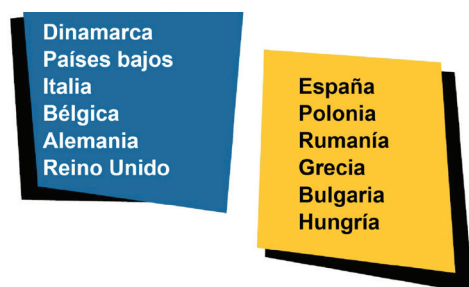 Dinamarca
Países bajos
Italia
Bélgica
Alemania
Reino Unido
España
Polonia
Rumanía
Grecia
Bulgaria
Hungría